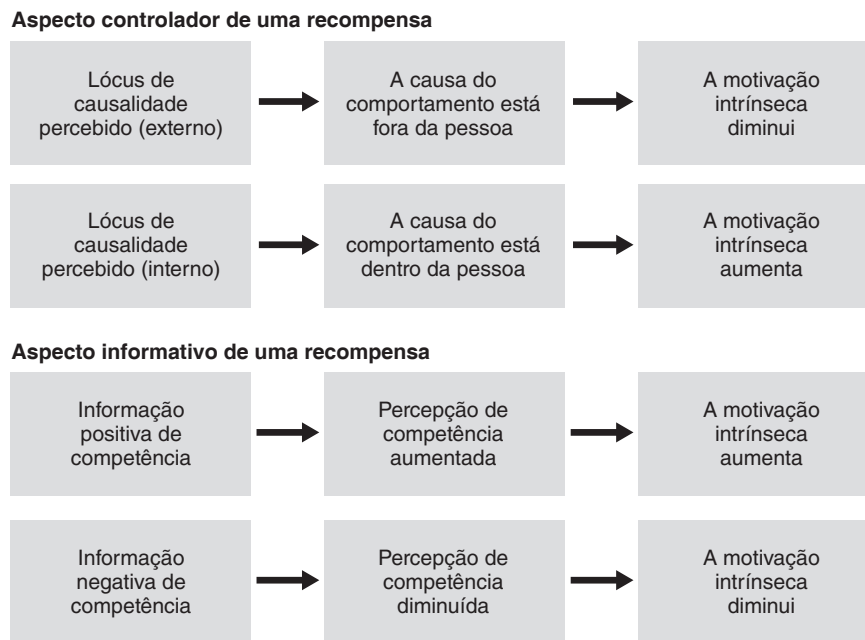 Aspecto controlador de uma recompensa
Lócus de
causalidade
percebido (externo)
A causa do
comportamento está
fora da pessoa
A motivação
intrínseca
diminui
Lócus de
causalidade
percebido (interno)
A causa do
comportamento está
dentro da pessoa
A motivação
intrínseca
aumenta
Aspecto informativo de uma recompensa
Informação
positiva de
competência
Percepção de
competência
aumentada
A motivação
intrínseca
aumenta
Informação
negativa de
competência
Percepção de
competência
diminuída
A motivação
intrínseca
diminui